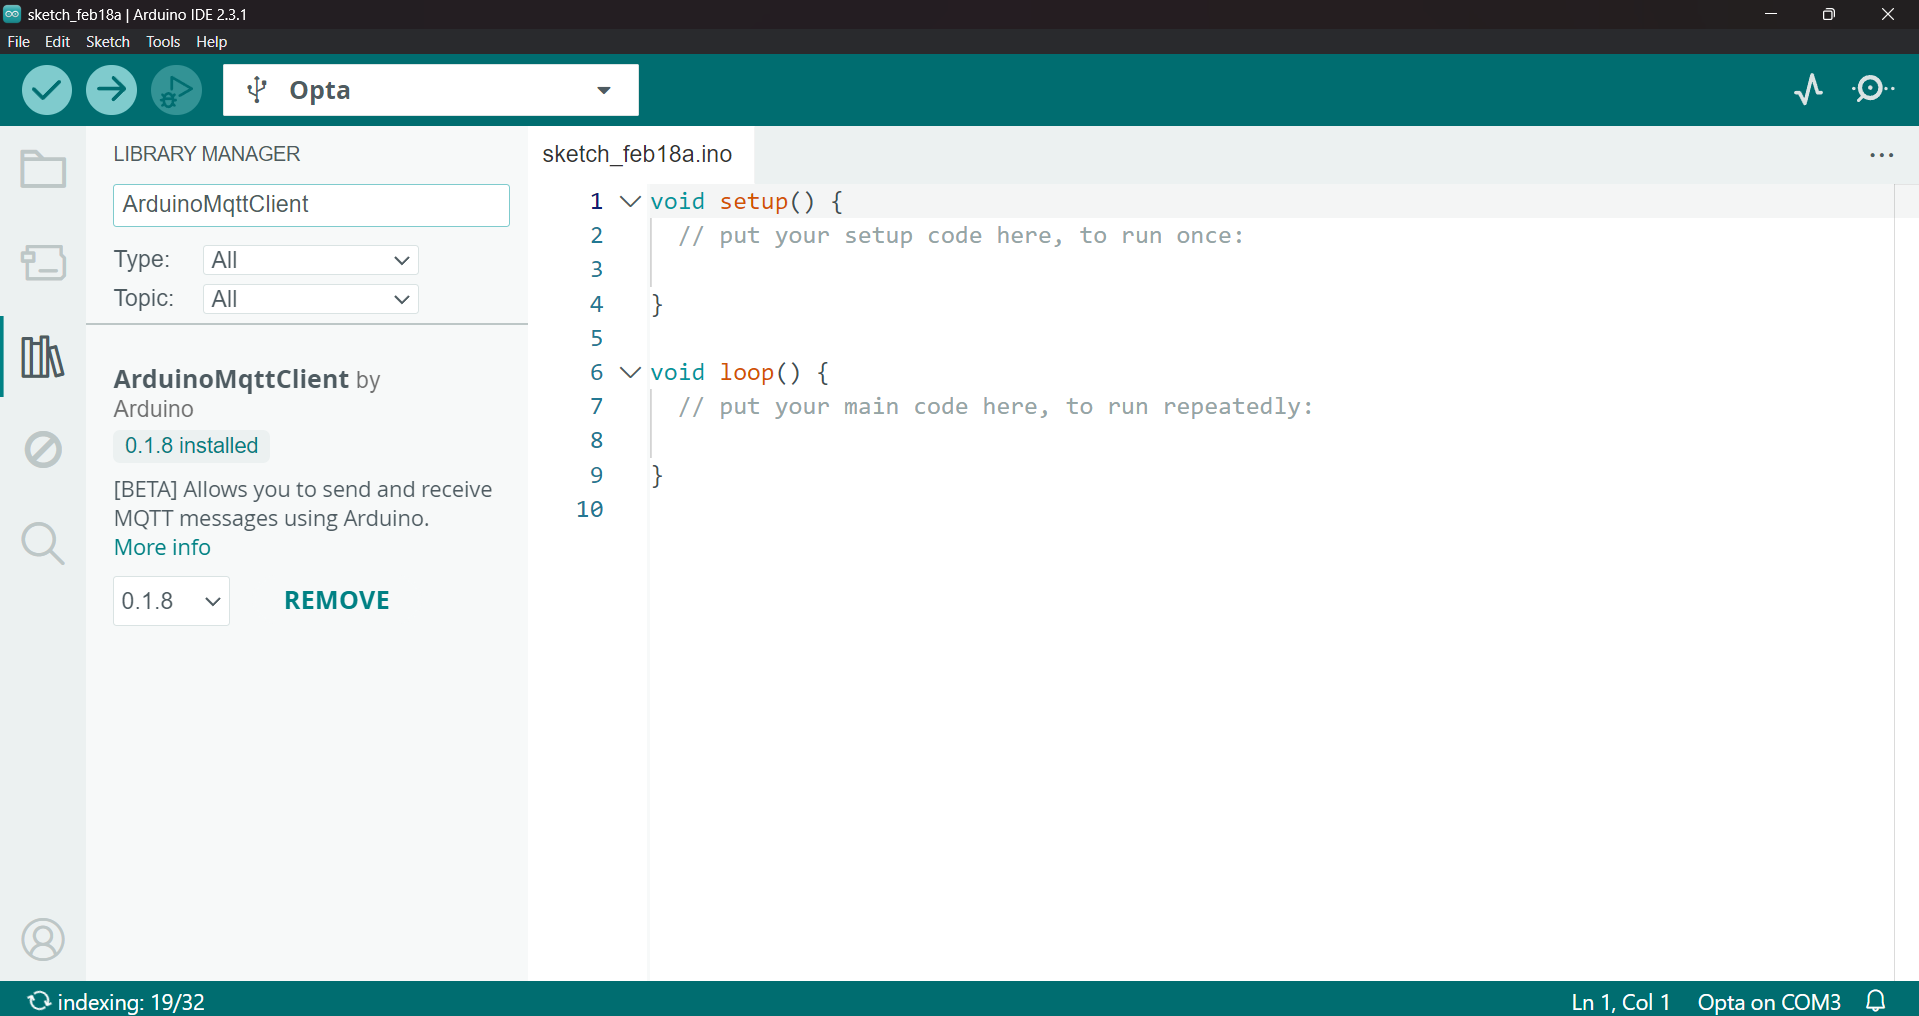 sketch_feb18a | Arduino IDE 2.3.1
File Edit Sketch Tools Help
Opta
LIBRARY MANAGER
ArduinoMqttClient
Type: All
Topic: All
ArduinoMqttClient by
Arduino
0.1.8 installed
[BETA] Allows you to send and receive
MQTT messages using Arduino.
More info
0.1.8 REMOVE
sketch_feb18a.ino
1 void setup() {
2 // put your setup code here, to run once:
3
4 }
5
6 void loop() {
7 // put your main code here, to run repeatedly:
8
9 }
10
indexing: 19/32
Ln 1, Col 1 Opta on COM3